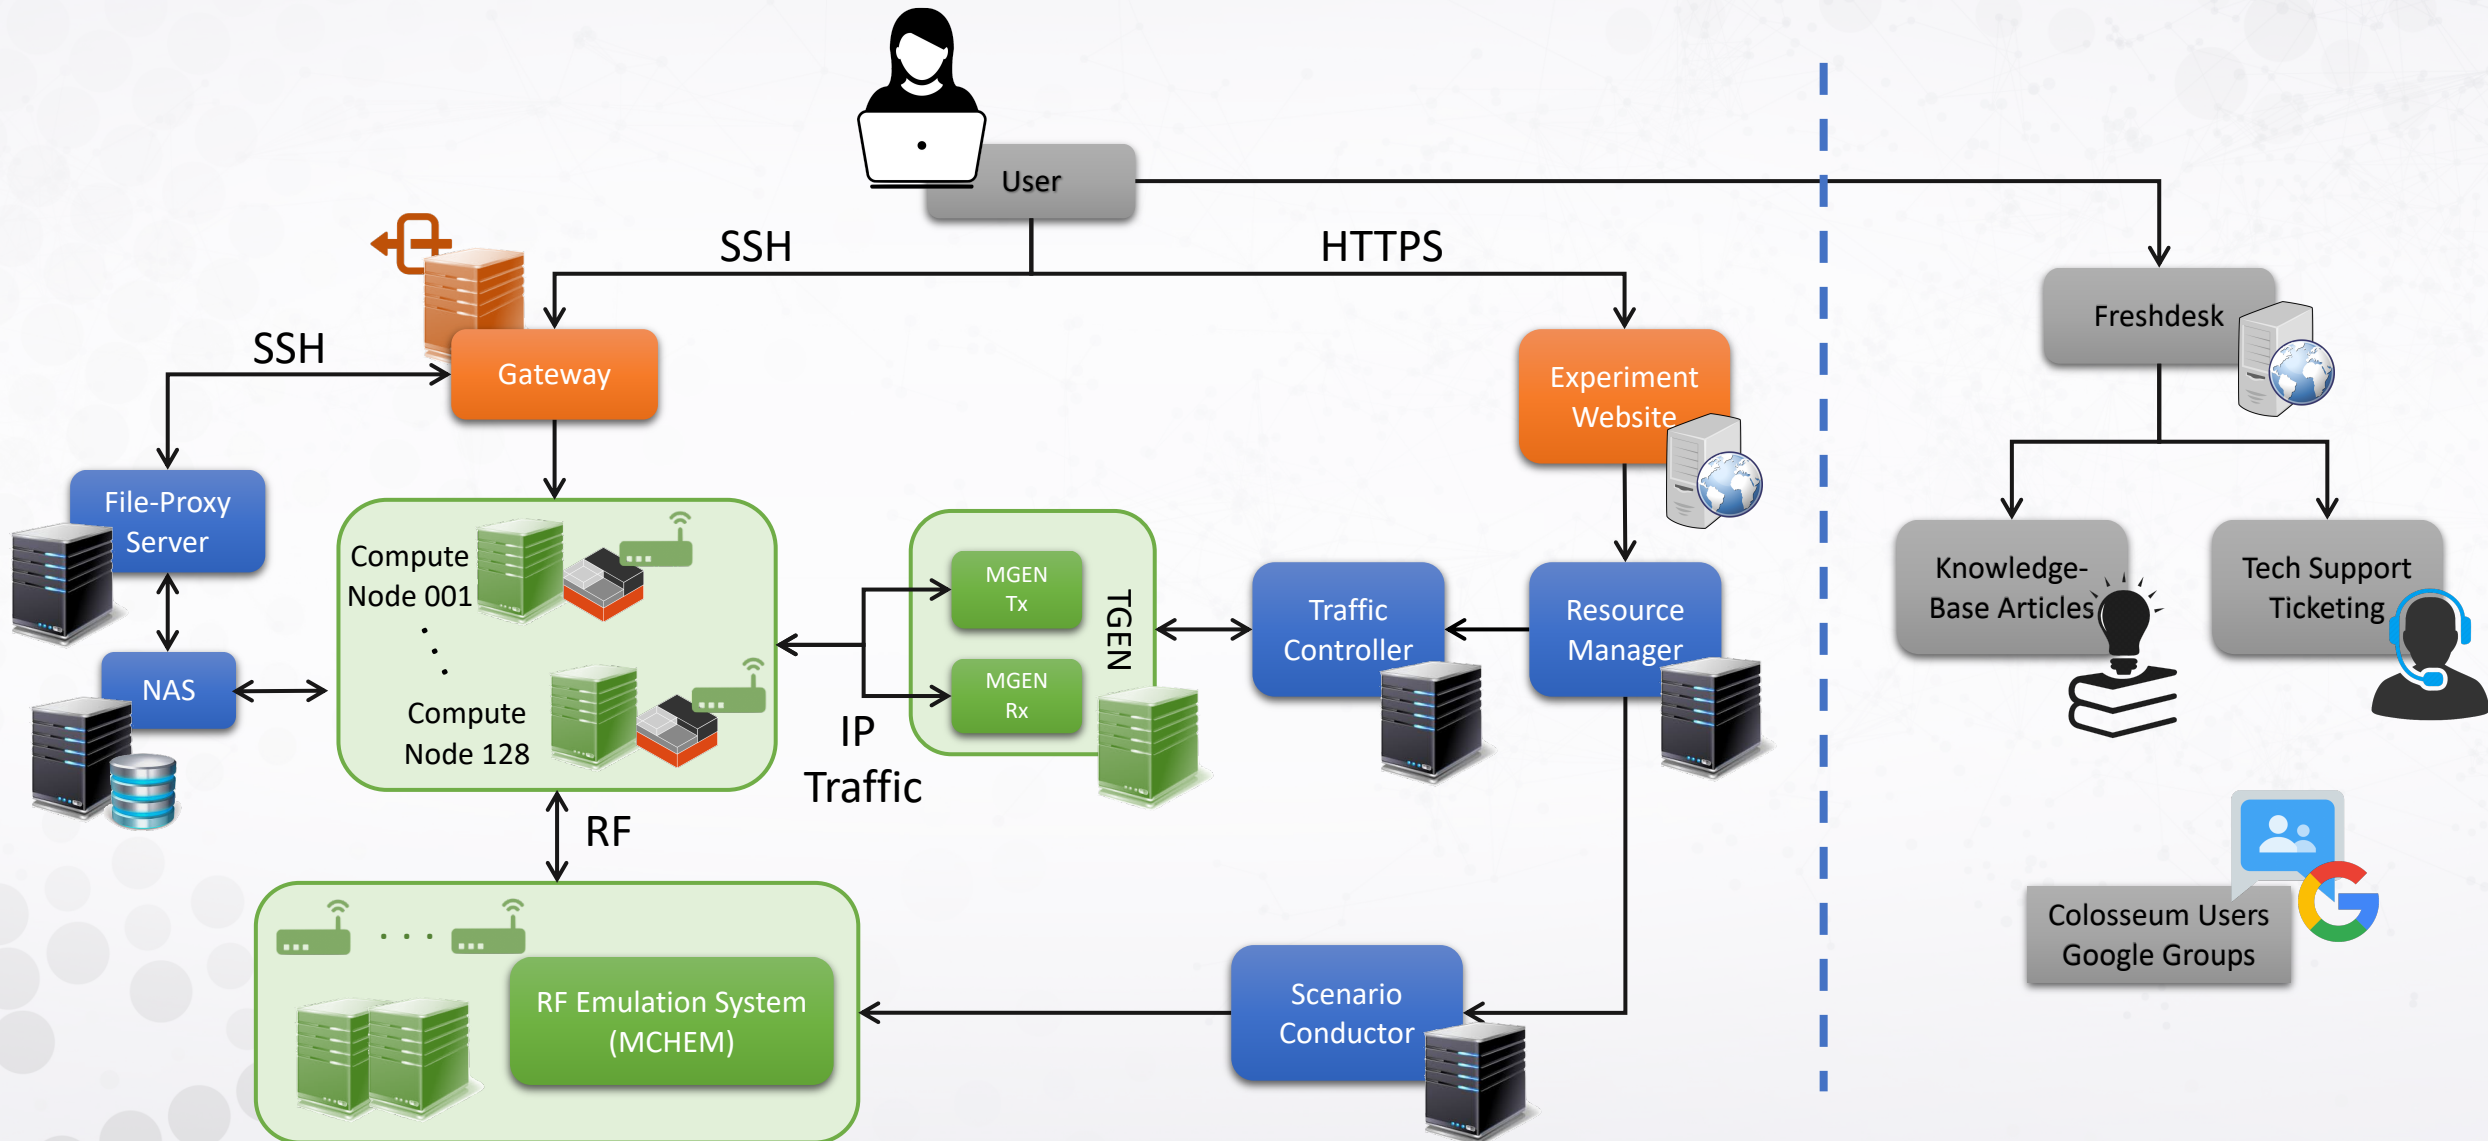 User
SSH
HTTPS
SSH
Gateway
Experiment
Website
Freshdesk
File-Proxy
Server
NAS
Compute
Node 001
Compute
Node 128
MGEN
Tx
MGEN
Rx
TGEN
IP
Traffic
Traffic
Controller
Resource
Manager
Knowledge-
Base Articles
Tech Support
Ticketing
RF
RF Emulation System
(MCHEM)
Scenario
Conductor
Colosseum Users
Google Groups